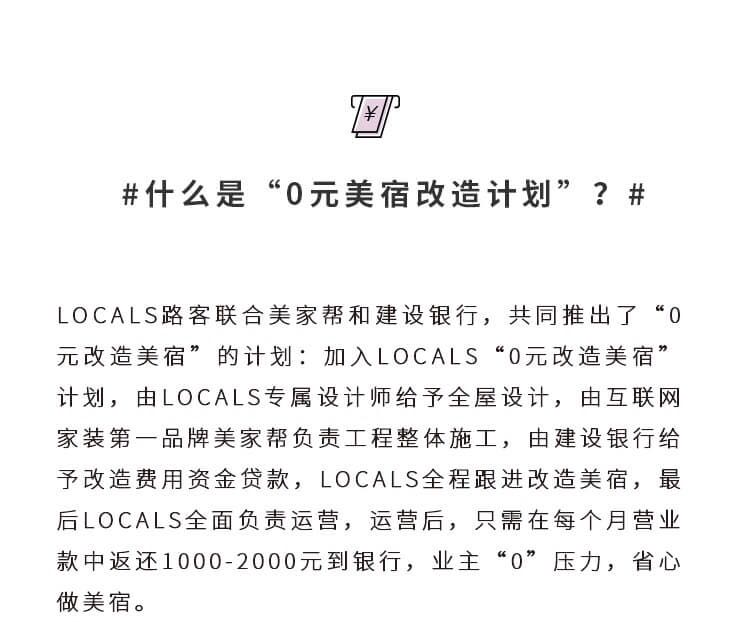 ¥
#什么是“0元美宿改造计划”？#
LOCALS路客联合美家帮和建设银行，共同推出了“0
元改造美宿”的计划：加入LOCALS“0元改造美宿”
计划，由LOCALS专属设计师给予全屋设计，由互联网
家装第一品牌美家帮负责工程整体施工，由建设银行给
予改造费用资金贷款，LOCALS全程跟进改造美宿，最
后LOCALS全面负责运营，运营后，只需在每个月营业
款中返还1000-2000元到银行，业主“0”压力，省心
做美宿。